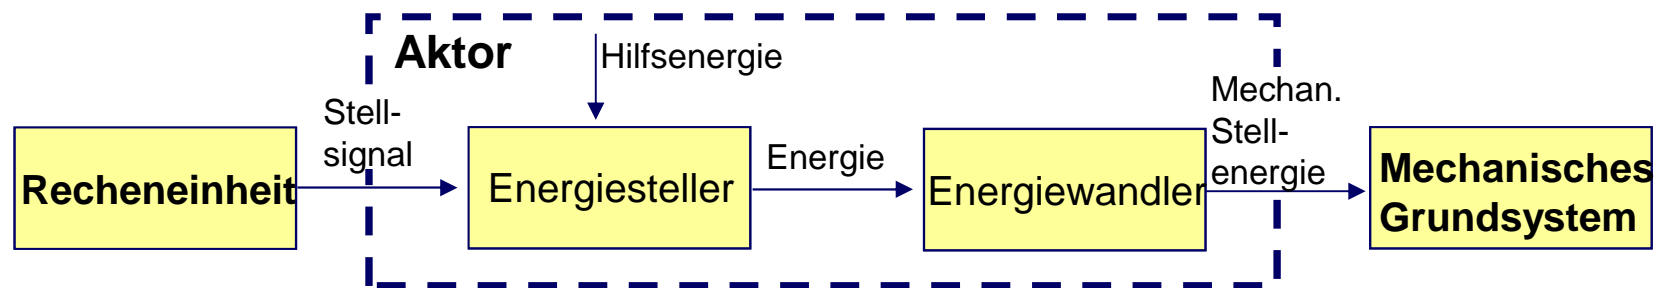 Aktor
Hilfsenergie
Stell-
signal
Recheneinheit
Energiesteller
Energie
Energiewandler
Mechan.
Stell-
energie
Mechanisches
Grundsystem